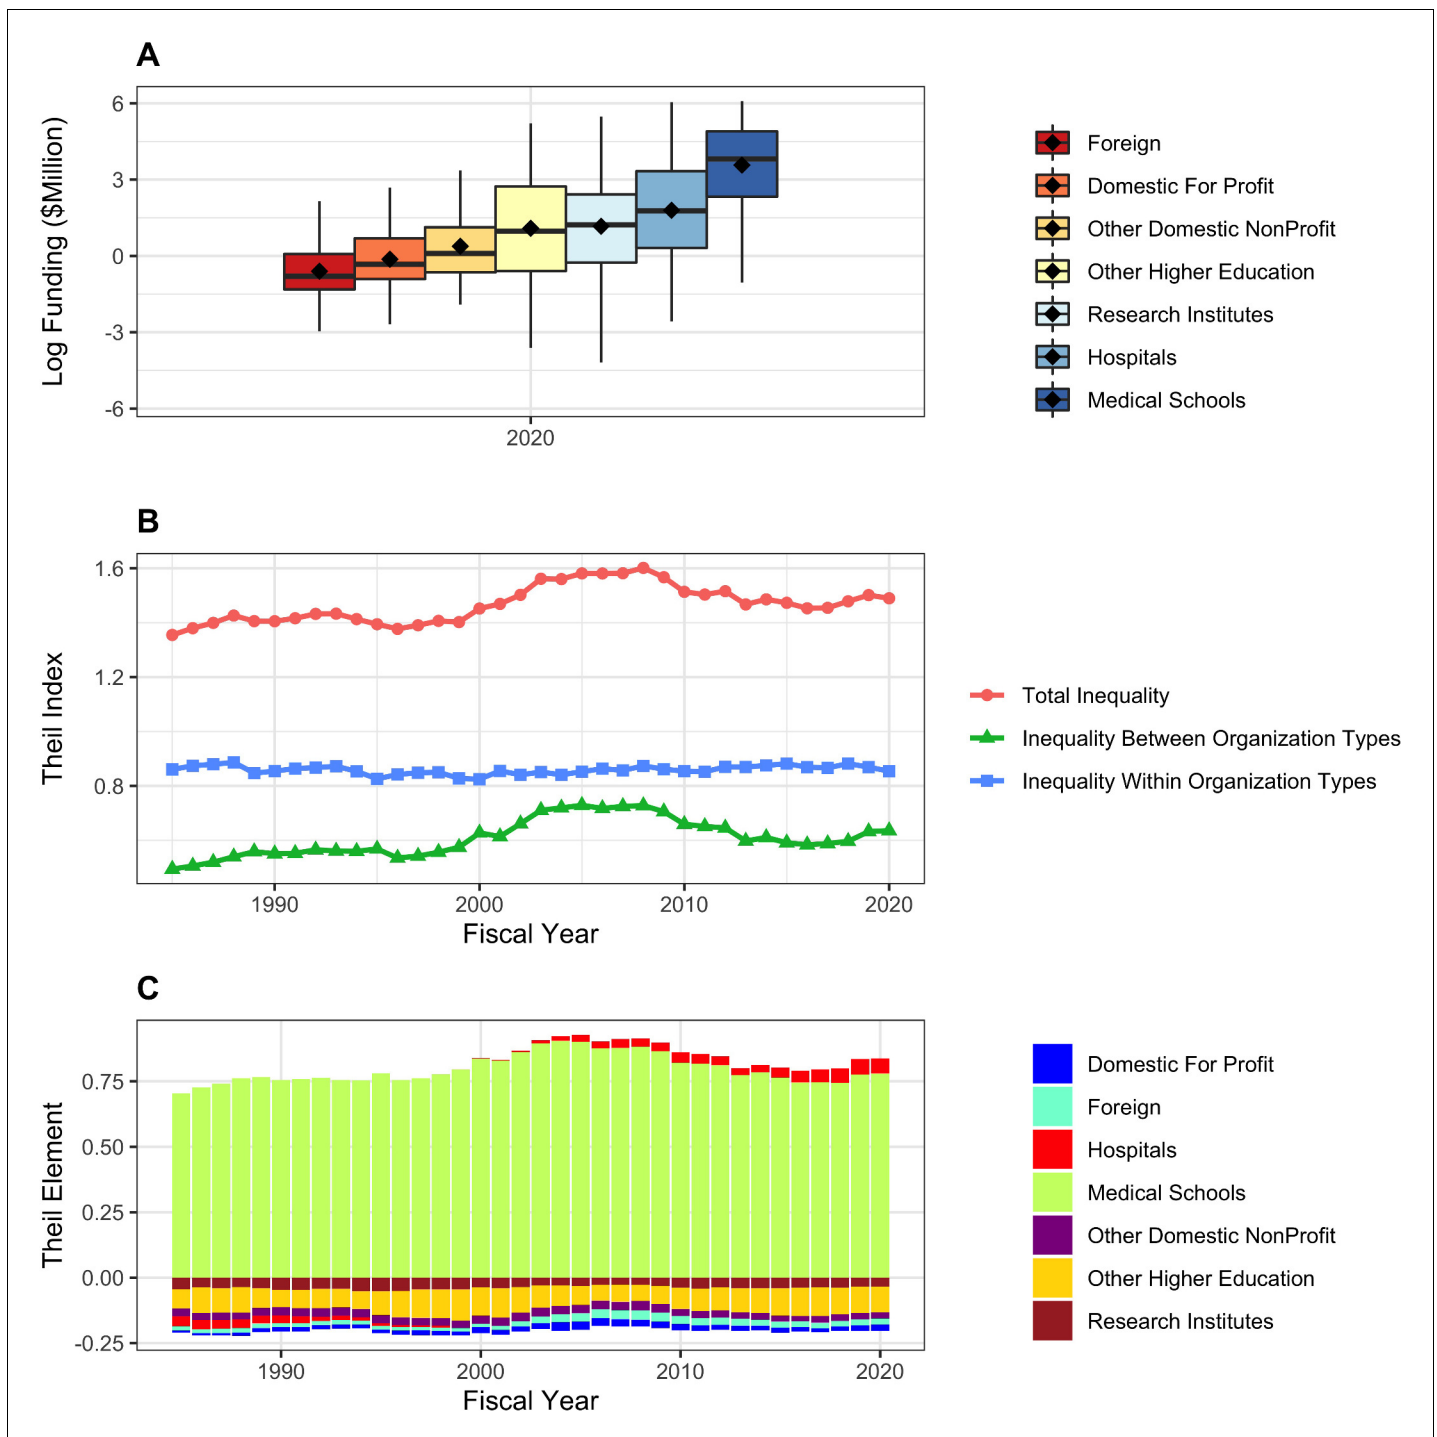 A
Log Funding ($Million)
6
3
0
-3
-6
2020
Foreign
Domestic For Profit
Other Domestic NonProfit
Other Higher Education
Research Institutes
Hospitals
Medical Schools
B
Theil Index
1.6
1.2
0.8
1990
2000
2010
2020
Fiscal Year
Total Inequality
Inequality Between Organization Types
Inequality Within Organization Types
C
Theil Element
0.75
0.50
0.25
0.00
-0.25
1990
2000
2010
2020
Fiscal Year
Domestic For Profit
Foreign
Hospitals
Medical Schools
Other Domestic NonProfit
Other Higher Education
Research Institutes